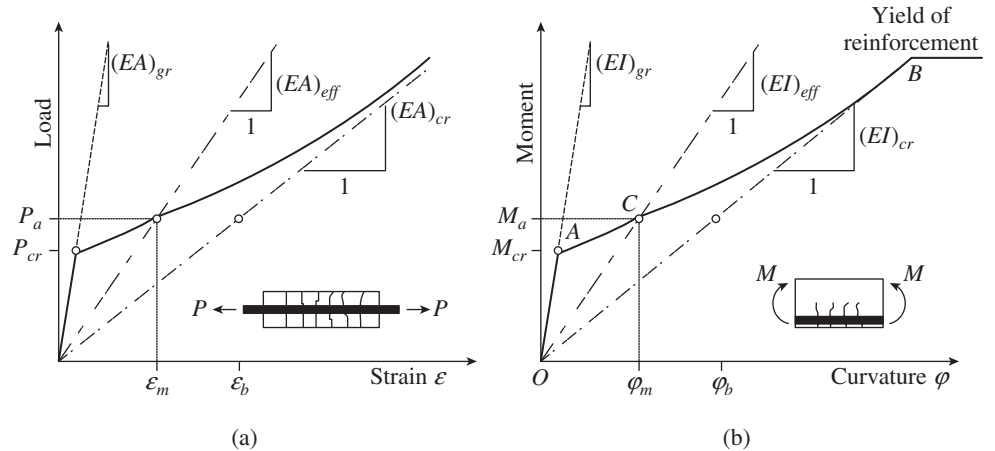 Load
(EA)gr
(EA)eff
1
(EA)cr
1
Pa
Pcr
P
P
εm
εb
Strain ε
(a)
Yield of
reinforcement
Moment
(EI)gr
(EI)eff
1
B
(EI)cr
1
C
Ma
A
Mcr
M
M
O
φm
φb
Curvature φ
(b)